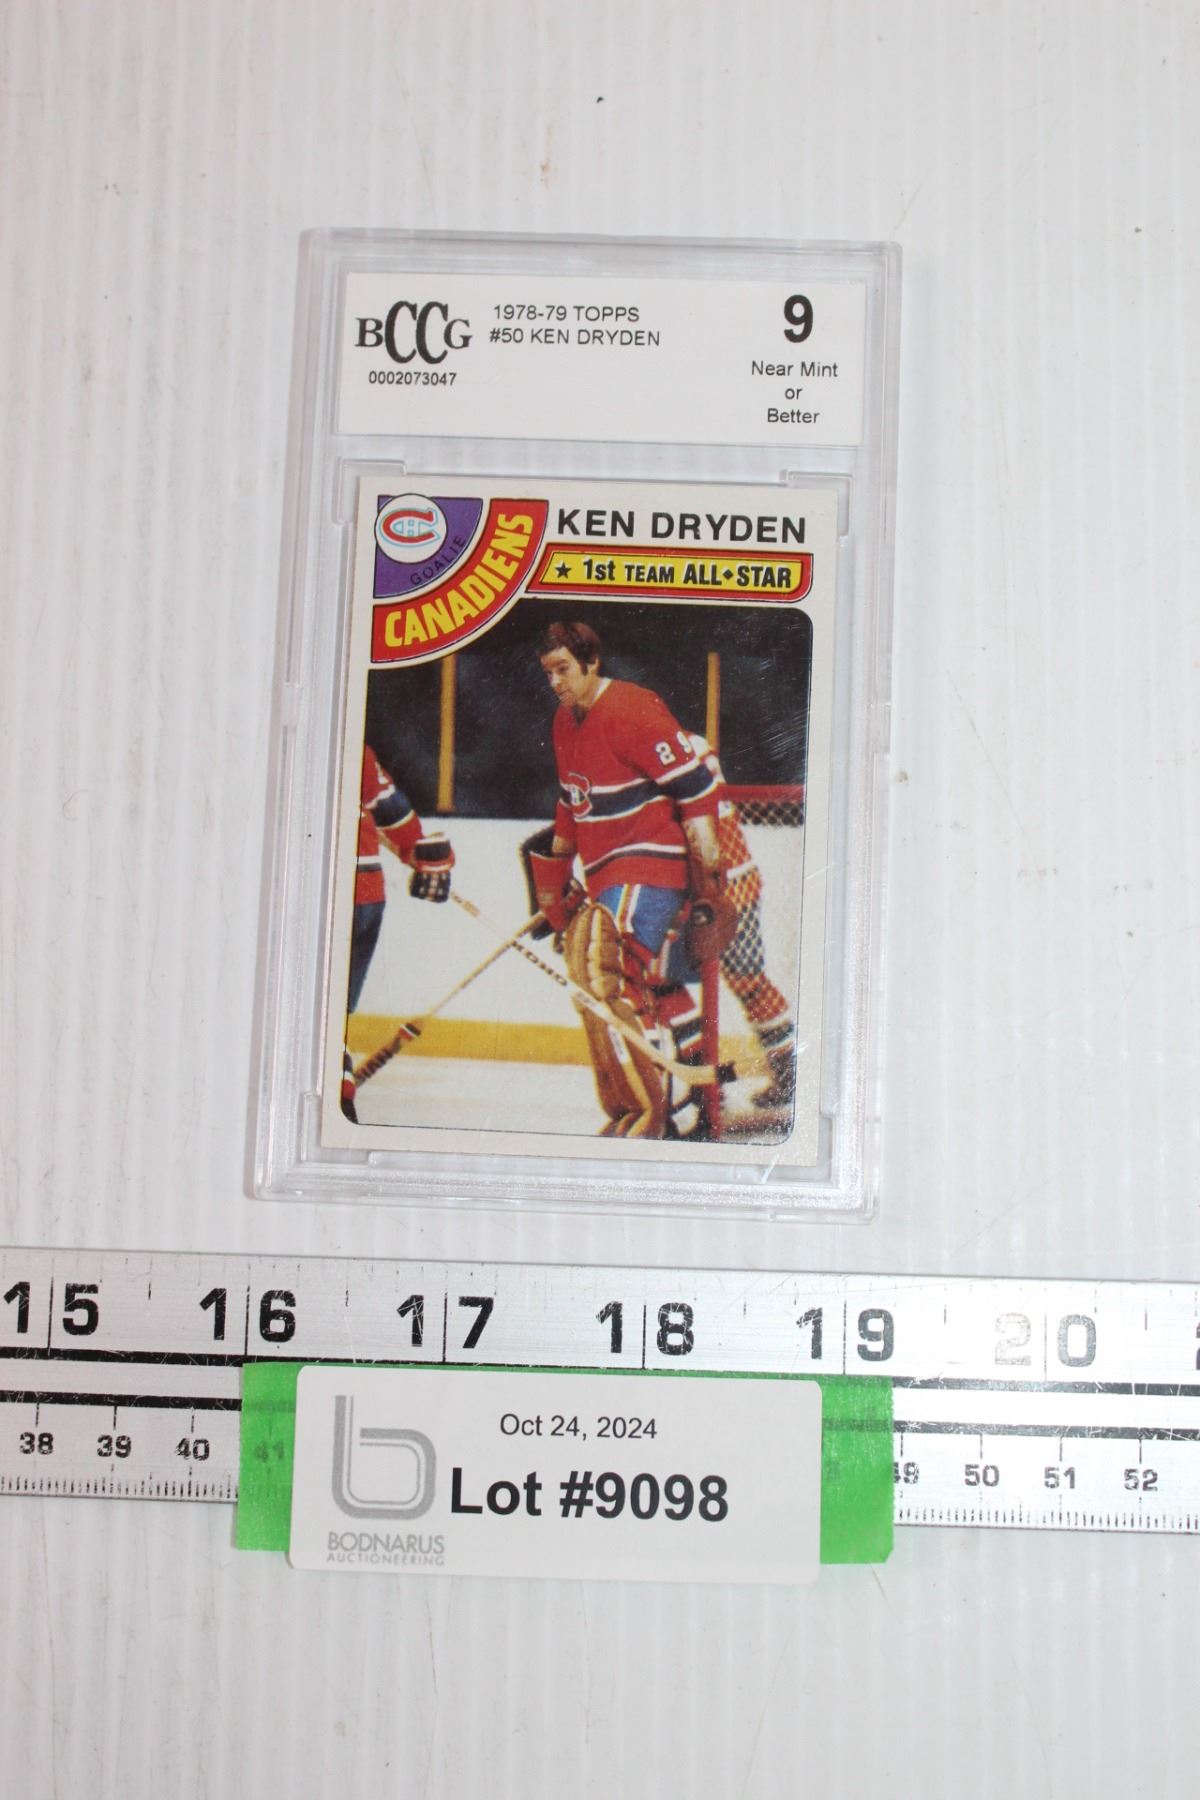 BCCG
0002073047
1978-79 TOPPS
#50 KEN DRYDEN
9
Near Mint
or
Better
C
GOALIE
CANADIENS
KEN DRYDEN
★ 1st TEAM ALL◆STAR
29
KOHO
15 16 17 18 19 20
38 39 40 41 49 50 51 52
Oct 24, 2024
Lot #9098
b
BODNARUS
AUCTIONEERING